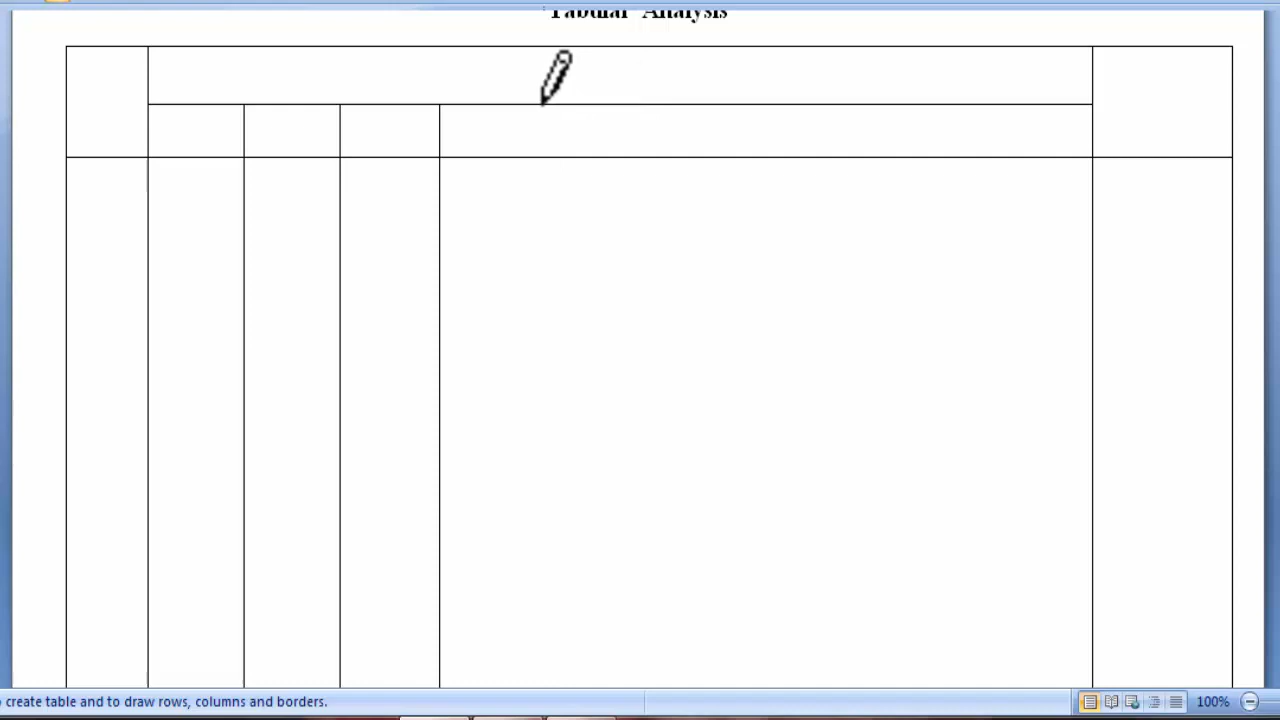 Tabular Analysis
create table and to draw rows, columns and borders.
100%